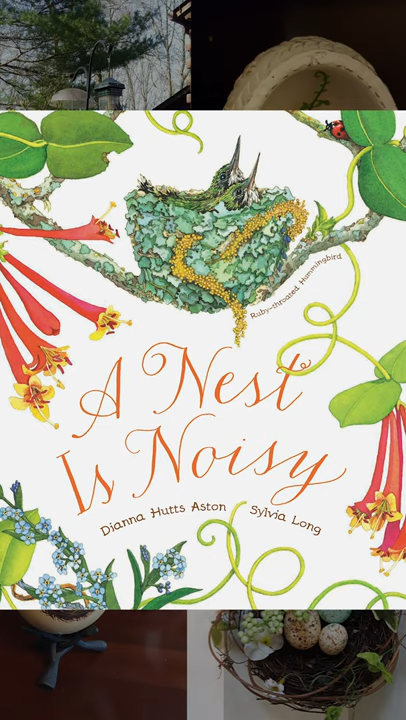 Ruby-throated Hummingbird
A Nest
Is Noisy
Dianna Hutts Aston
Sylvia Long